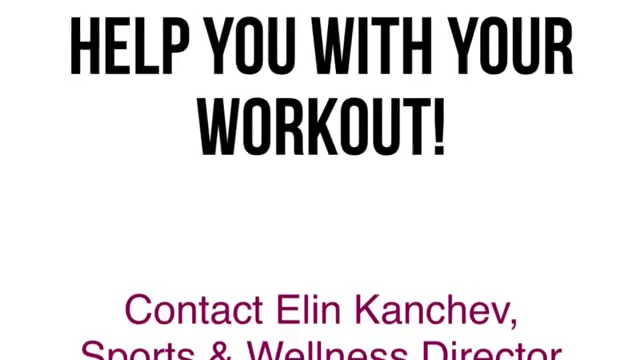 HELP YOU WITH YOUR
WORKOUT!
Contact Elin Kanchev,
Sports & Wellness Director